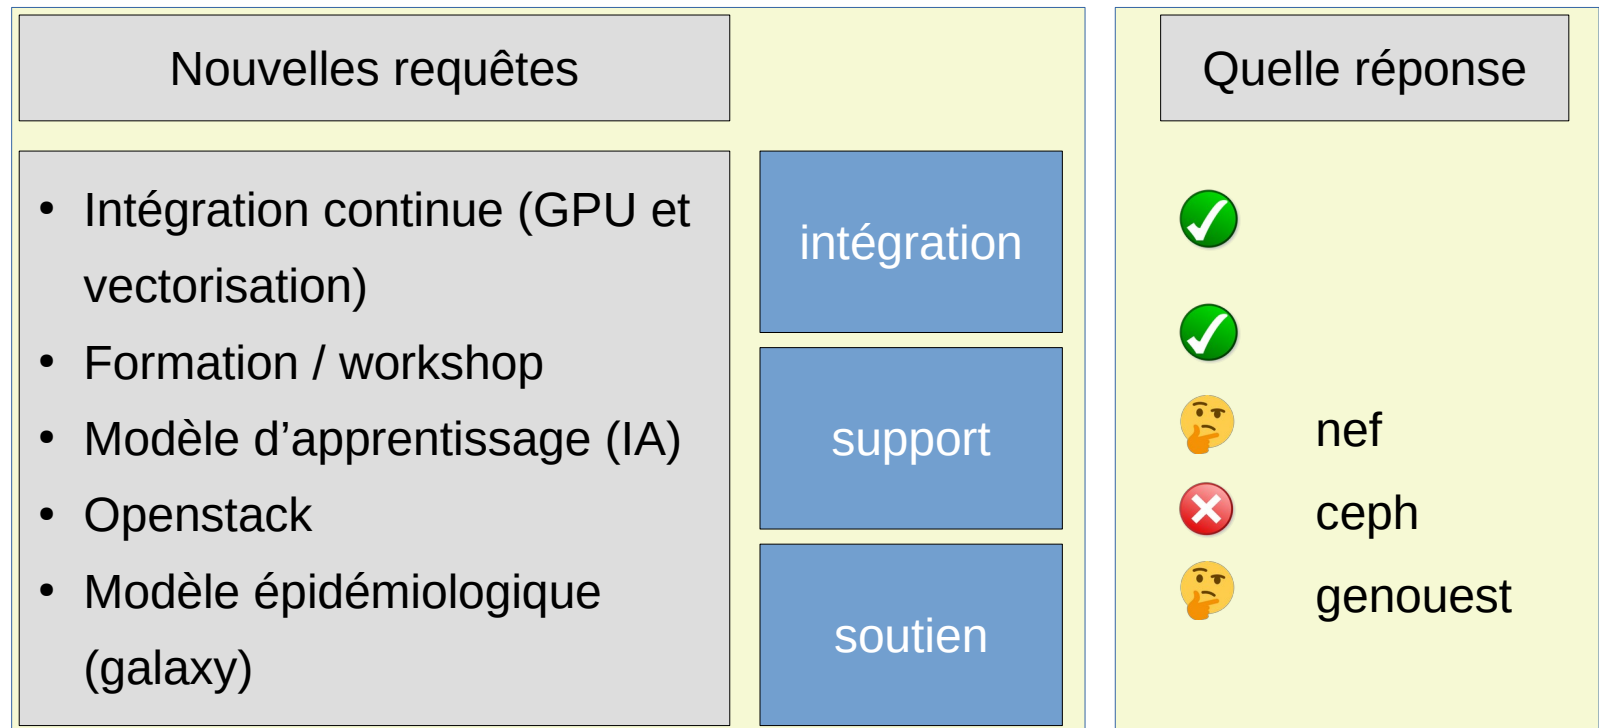 Nouvelles requêtes
• Intégration continue (GPU et
vectorisation)
• Formation / workshop
• Modèle d’apprentissage (IA)
• Openstack
• Modèle épidémiologique
(galaxy)
intégration
support
soutien
Quelle réponse
nef
ceph
genouest